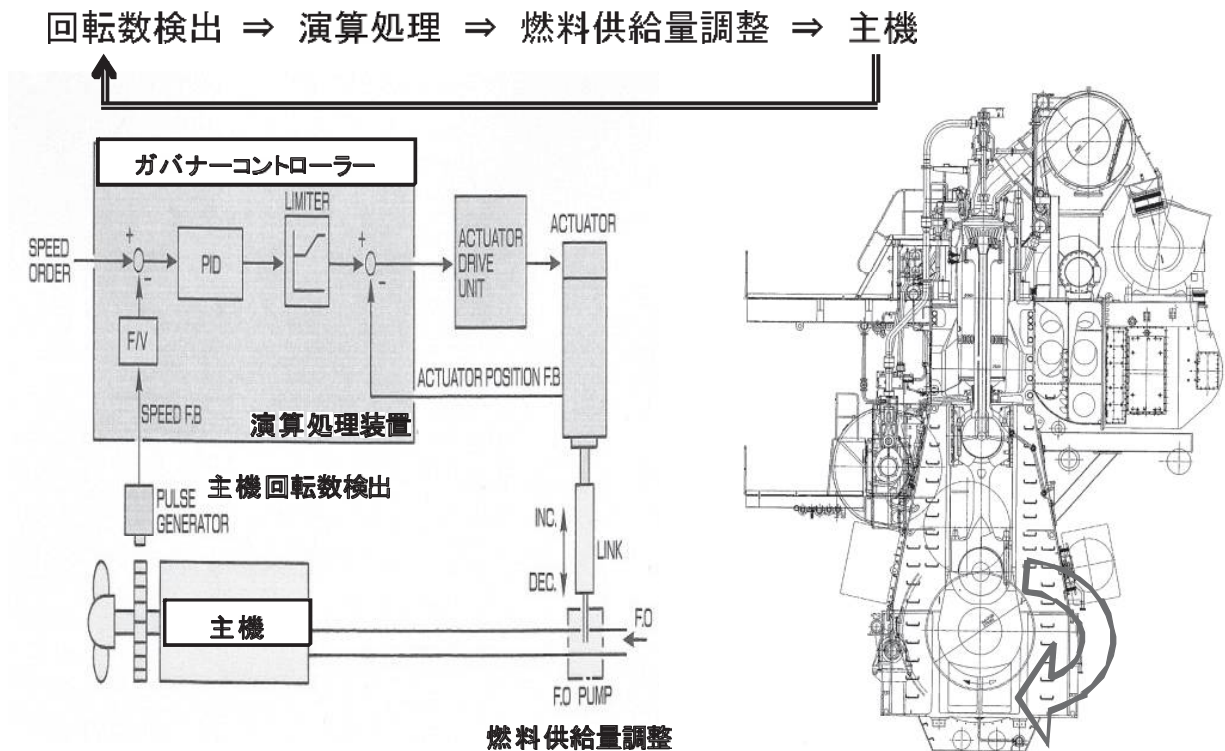 回転数検出 ⇒ 演算処理 ⇒ 燃料供給量調整 ⇒ 主機
ガバナーコントローラー
LIMITER
ACTUATOR
SPEED
ORDER
+
-
PID
+
-
ACTUATOR
DRIVE
UNIT
F/V
ACTUATOR POSITION F.B
SPEED F.B
演算処理装置
主機回転数検出
PULSE
GENERATOR
INC.
LINK
DEC.
主機
F.O
F.O PUMP
燃料供給量調整